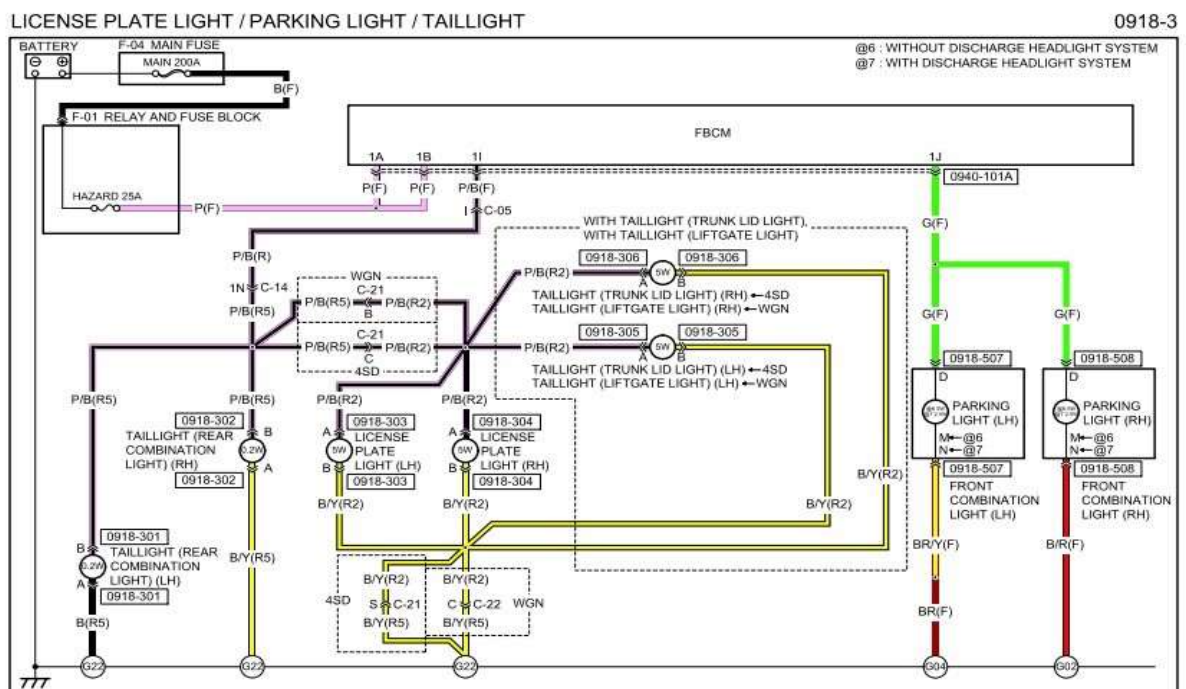 LICENSE PLATE LIGHT / PARKING LIGHT / TAILLIGHT
0918-3
BATTERY
F-04 MAIN FUSE
MAIN 200A
@6 : WITHOUT DISCHARGE HEADLIGHT SYSTEM
@7 : WITH DISCHARGE HEADLIGHT SYSTEM
B(F)
F-01 RELAY AND FUSE BLOCK
FBCM
1A
1B
1I
1J
0940-101A
P(F)
P(F)
P/B(F)
HAZARD 25A
P(F)
I
C-05
G(F)
WITH TAILLIGHT (TRUNK LID LIGHT),
WITH TAILLIGHT (LIFTGATE LIGHT)
P/B(R)
0918-306
0918-306
P/B(R2)
A
5W
B
WGN
C-21
1N
C-14
P/B(R5)
P/B(R2)
B
P/B(R5)
TAILLIGHT (TRUNK LID LIGHT) (RH) ←4SD
TAILLIGHT (LIFTGATE LIGHT) (RH) ←WGN
G(F)
G(F)
C-21
P/B(R5)
P/B(R2)
C
4SD
0918-305
0918-305
P/B(R2)
A
5W
B
TAILLIGHT (TRUNK LID LIGHT) (LH) ←4SD
TAILLIGHT (LIFTGATE LIGHT) (LH) ←WGN
0918-507
0918-508
D
D
P/B(R5)
P/B(R5)
P/B(R2)
P/B(R2)
PARKING
LIGHT (LH)
PARKING
LIGHT (RH)
M←@6
N←@7
M←@6
N←@7
0918-302
B
TAILLIGHT (REAR
COMBINATION
LIGHT) (RH)
0.2W
A
0918-302
0918-303
A
LICENSE
PLATE
LIGHT (LH)
5W
B
0918-303
0918-304
A
LICENSE
PLATE
LIGHT (RH)
5W
B
0918-304
0918-507
0918-508
FRONT
COMBINATION
LIGHT (LH)
FRONT
COMBINATION
LIGHT (RH)
B/Y(R2)
B/Y(R2)
B/Y(R2)
B/Y(R2)
0918-301
B
TAILLIGHT (REAR
COMBINATION
LIGHT) (LH)
0.2W
A
0918-301
B/Y(R5)
BR/Y(F)
B/R(F)
B/Y(R2)
B/Y(R2)
4SD
S
C-21
C
C-22
WGN
B(R5)
B/Y(R5)
B/Y(R5)
BR(F)
G22
G22
G22
G04
G02